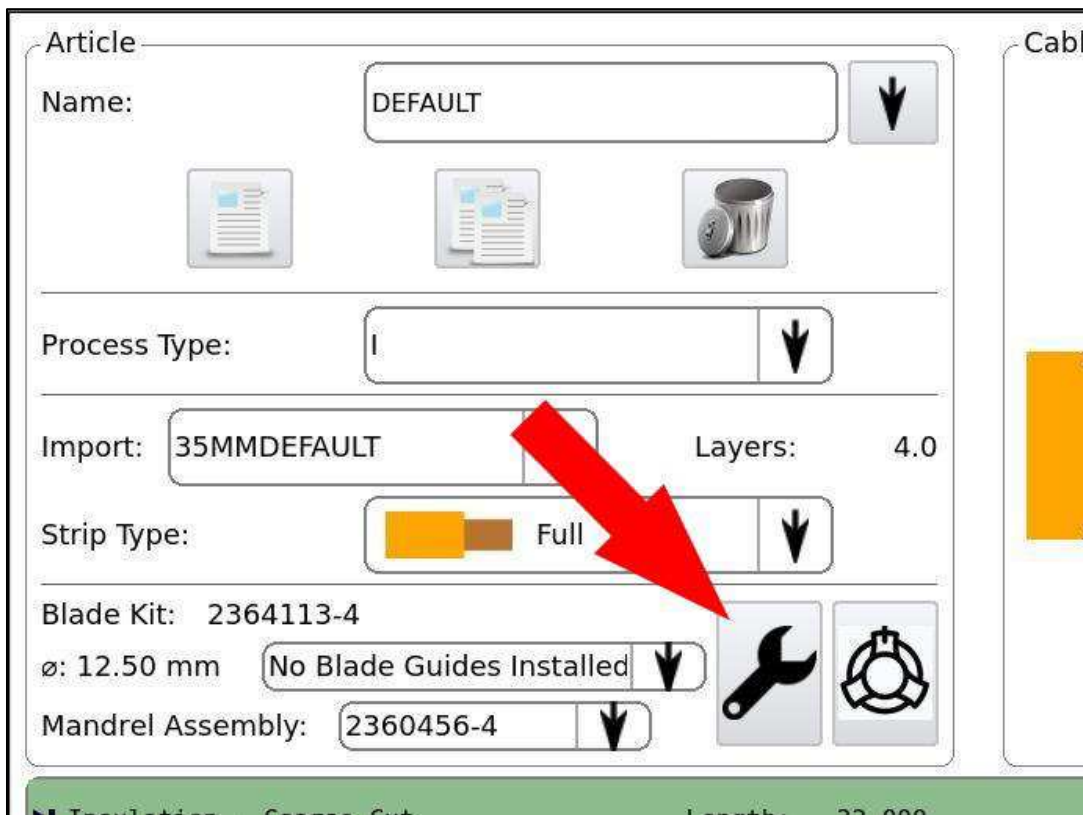 Article
Name: DEFAULT
Process Type: I
Import: 35MMDEFAULT Layers: 4.0
Strip Type: Full
Blade Kit: 2364113-4
⌀: 12.50 mm No Blade Guides Installed
Mandrel Assembly: 2360456-4
Cabl